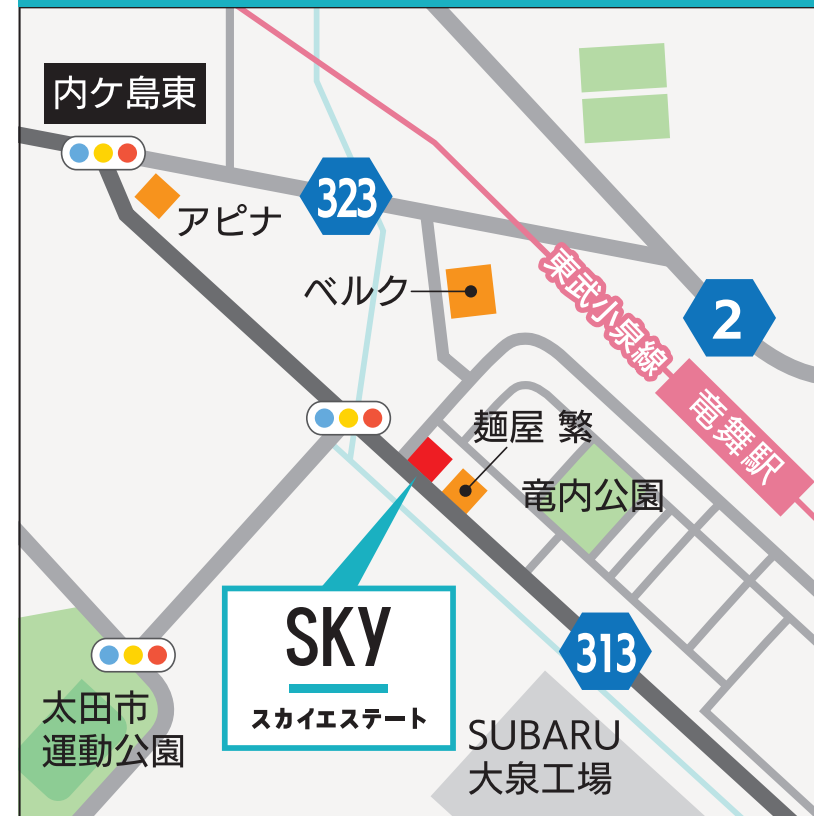 内ケ島東
アピナ
323
ベルク
東武小泉線
2
竜舞駅
麺屋 繁
竜内公園
SKY
スカイエステート
313
太田市
運動公園
SUBARU
大泉工場